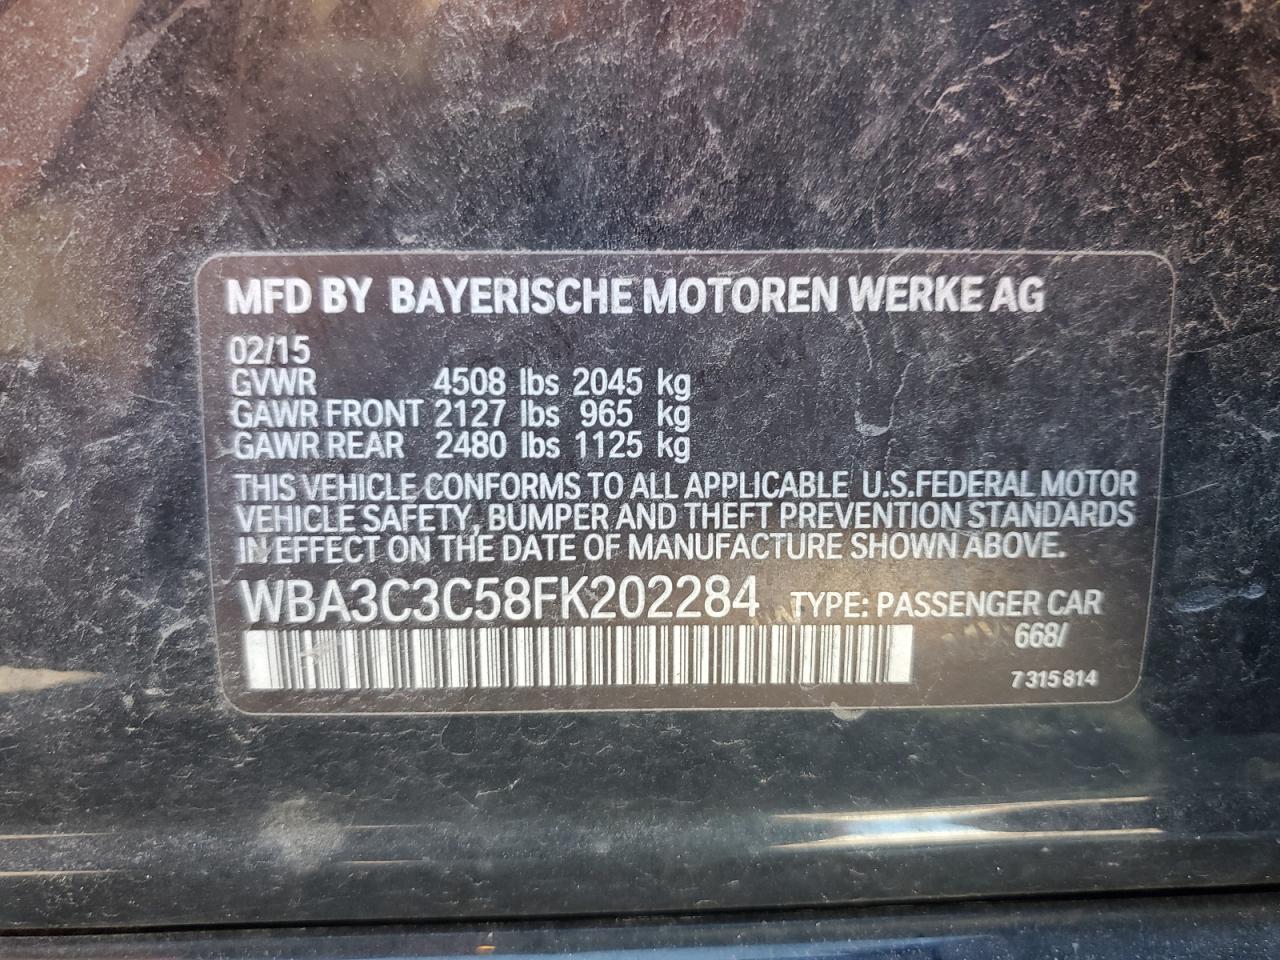 MFD BY BAYERISCHE MOTOREN WERKE AG
02/15
GVWR 4508 lbs 2045 kg
GAWR FRONT 2127 lbs 965 kg
GAWR REAR 2480 lbs 1125 kg
THIS VEHICLE CONFORMS TO ALL APPLICABLE U.S.FEDERAL MOTOR
VEHICLE SAFETY, BUMPER AND THEFT PREVENTION STANDARDS
IN EFFECT ON THE DATE OF MANUFACTURE SHOWN ABOVE.
WBA3C3C58FK202284 TYPE: PASSENGER CAR
668/
7 315 814